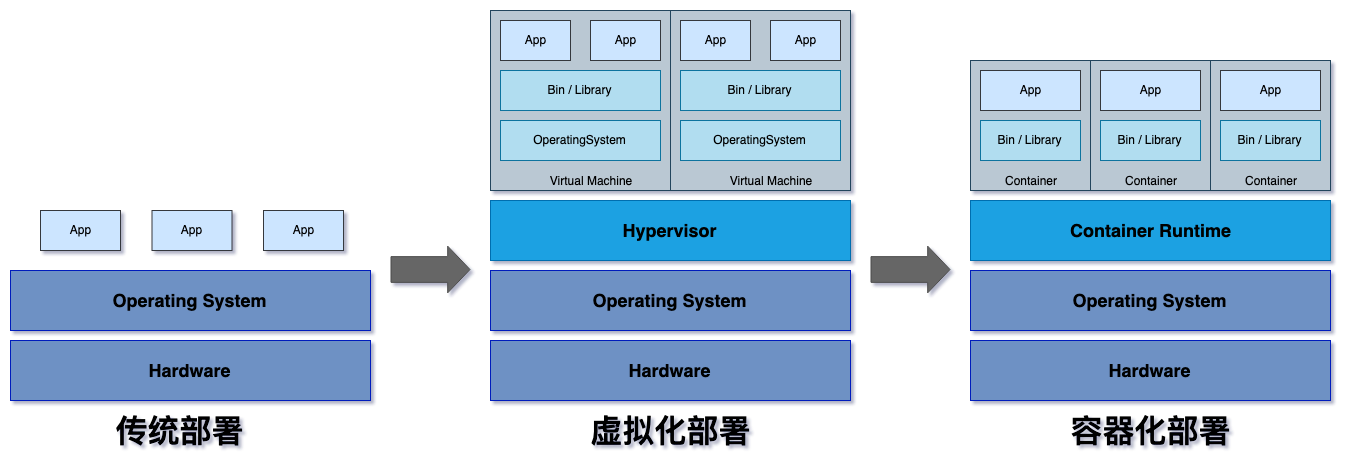 App
App
App
Operating System
Hardware
传统部署
App
App
App
App
Bin / Library
Bin / Library
OperatingSystem
OperatingSystem
Virtual Machine
Virtual Machine
Hypervisor
Operating System
Hardware
虚拟化部署
App
App
App
Bin / Library
Bin / Library
Bin / Library
Container
Container
Container
Container Runtime
Operating System
Hardware
容器化部署